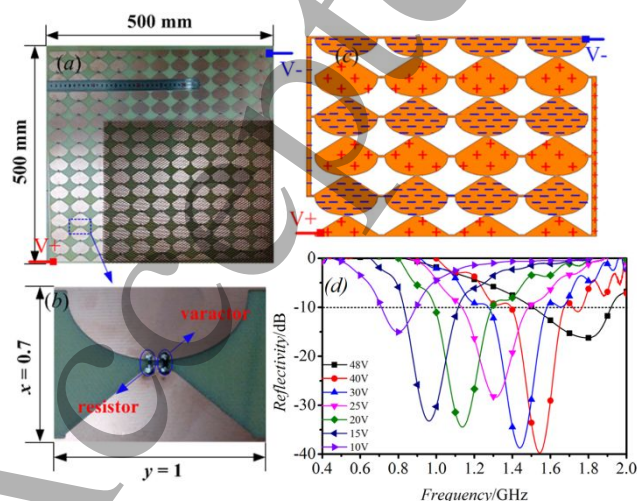 500 mm
(a)
V-
500 mm
V+
(c)
V-
V+
(b)
varactor
resistor
x = 0.7
y = 1
(d)
Reflectivity/dB
0
-10
-20
-30
-40
48V
40V
30V
25V
20V
15V
10V
0.4 0.6 0.8 1.0 1.2 1.4 1.6 1.8 2.0
Frequency/GHz